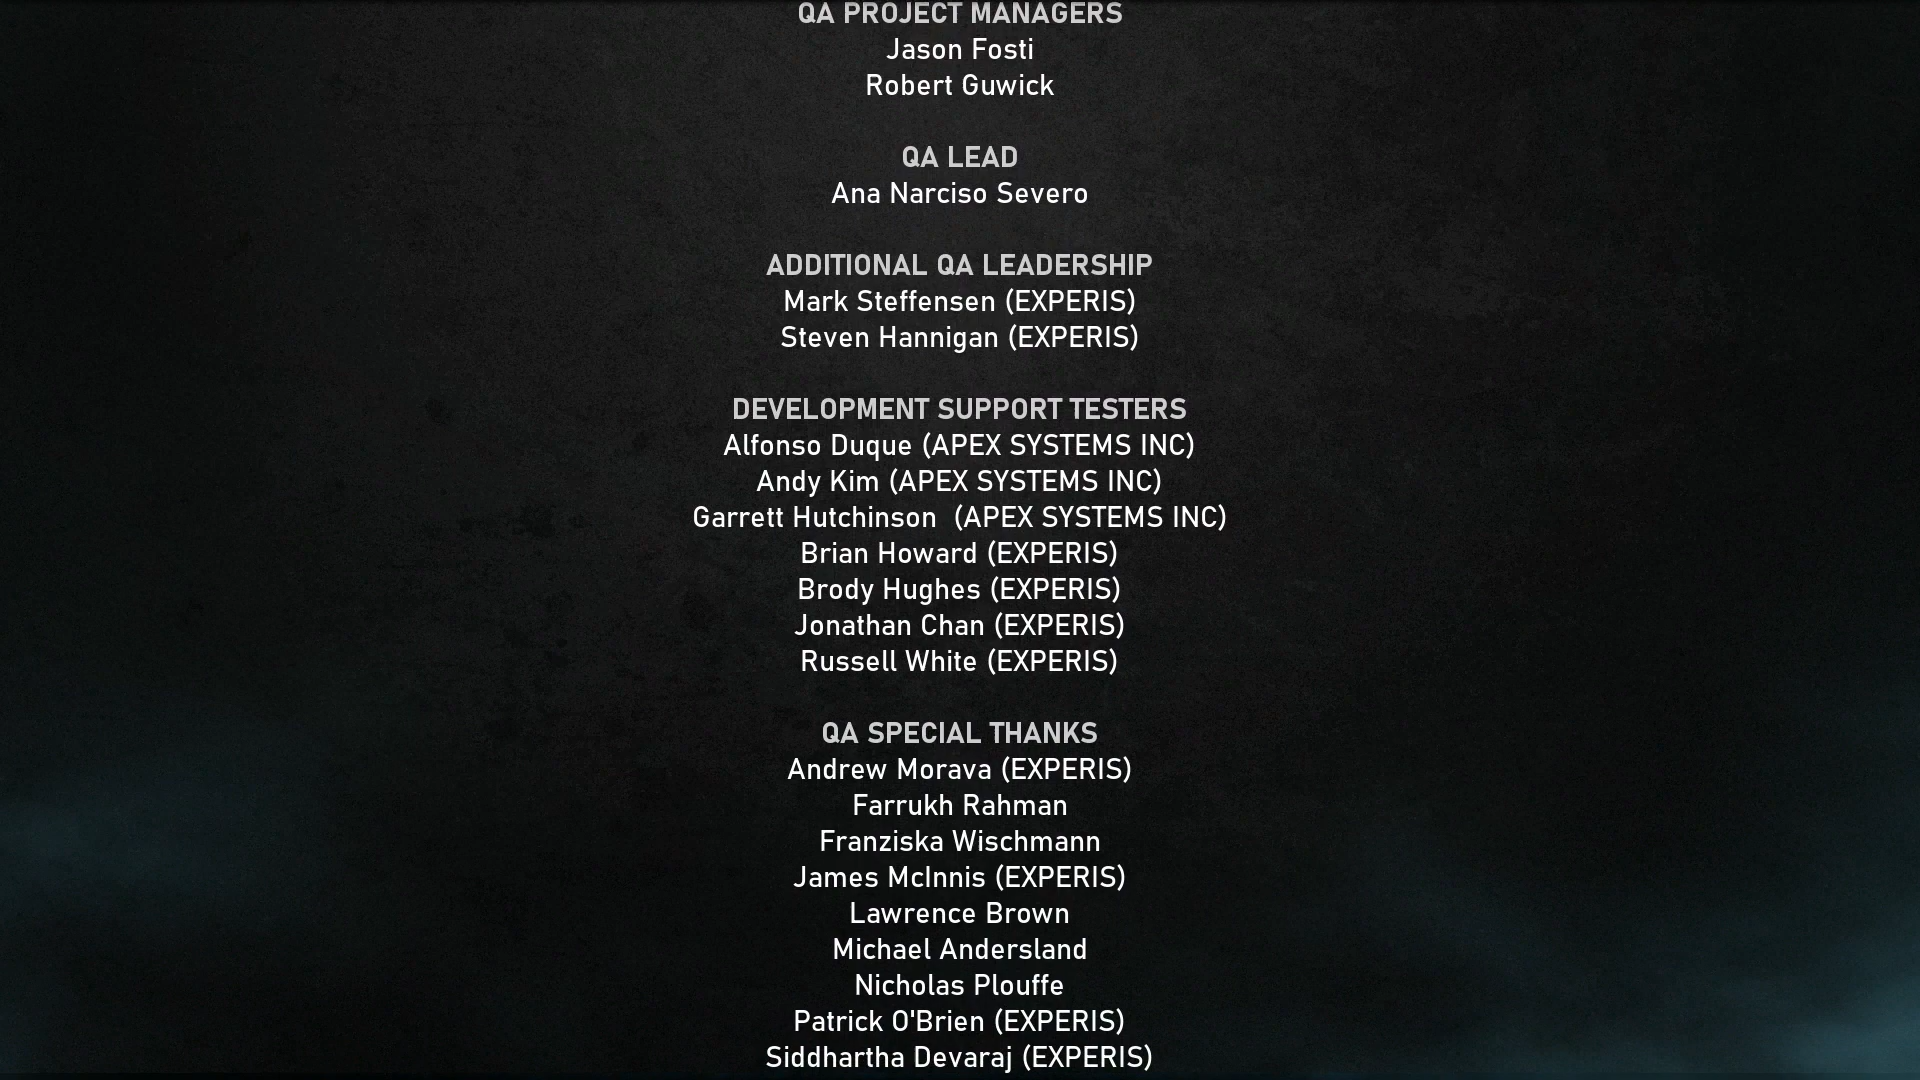 QA PROJECT MANAGERS
Jason Fosti
Robert Guwick
QA LEAD
Ana Narciso Severo
ADDITIONAL QA LEADERSHIP
Mark Steffensen (EXPERIS)
Steven Hannigan (EXPERIS)
DEVELOPMENT SUPPORT TESTERS
Alfonso Duque (APEX SYSTEMS INC)
Andy Kim (APEX SYSTEMS INC)
Garrett Hutchinson  (APEX SYSTEMS INC)
Brian Howard (EXPERIS)
Brody Hughes (EXPERIS)
Jonathan Chan (EXPERIS)
Russell White (EXPERIS)
QA SPECIAL THANKS
Andrew Morava (EXPERIS)
Farrukh Rahman
Franziska Wischmann
James McInnis (EXPERIS)
Lawrence Brown
Michael Andersland
Nicholas Plouffe
Patrick O'Brien (EXPERIS)
Siddhartha Devaraj (EXPERIS)